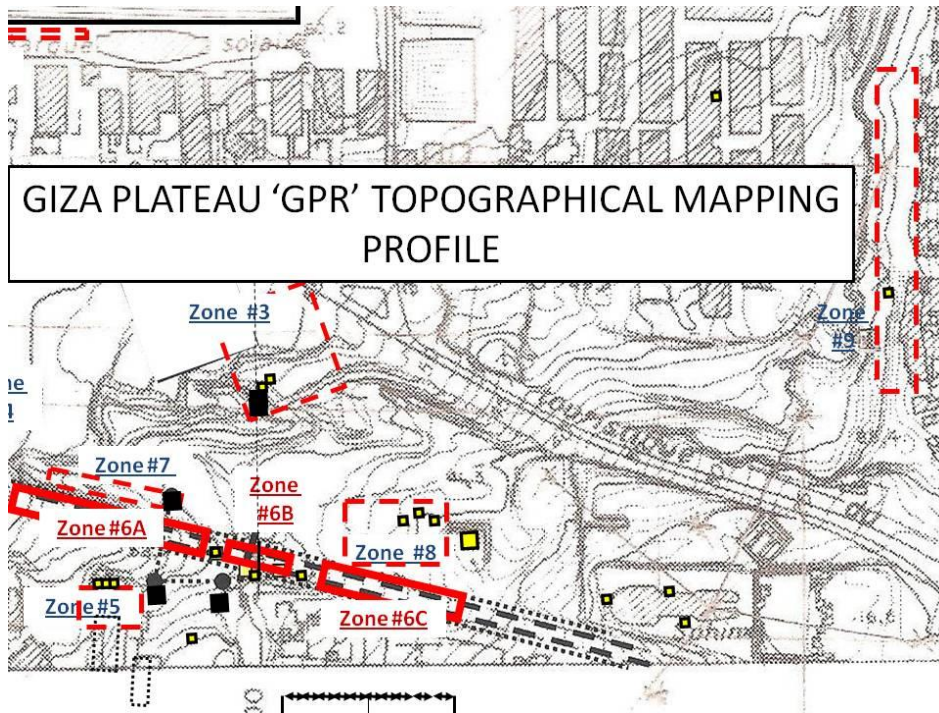 GIZA PLATEAU ‘GPR’ TOPOGRAPHICAL MAPPING
PROFILE
Zone #3
Zone
#9
Zone #7
Zone
#6B
Zone #6A
Zone #8
Zone #5
Zone #6C